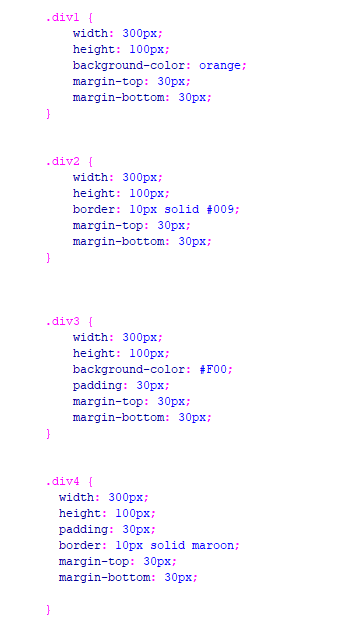 .div1 {
width: 300px;
height: 100px;
background-color: orange;
margin-top: 30px;
margin-bottom: 30px;
}
.div2 {
width: 300px;
height: 100px;
border: 10px solid #009;
margin-top: 30px;
margin-bottom: 30px;
}
.div3 {
width: 300px;
height: 100px;
background-color: #F00;
padding: 30px;
margin-top: 30px;
margin-bottom: 30px;
}
.div4 {
width: 300px;
height: 100px;
padding: 30px;
border: 10px solid maroon;
margin-top: 30px;
margin-bottom: 30px;
}